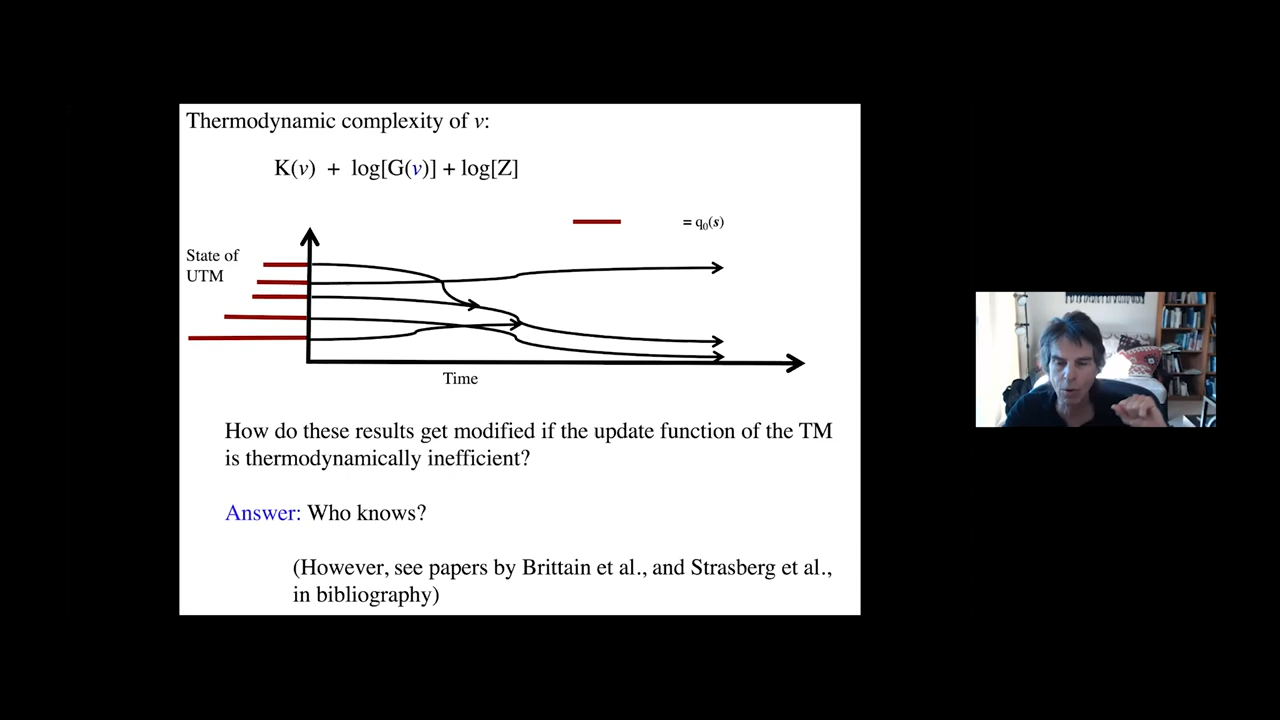 Thermodynamic complexity of v:
K(v) + log[G(v)] + log[Z]
= q₀(s)
State of
UTM
Time
How do these results get modified if the update function of the TM
is thermodynamically inefficient?
Answer: Who knows?
(However, see papers by Brittain et al., and Strasberg et al.,
in bibliography)